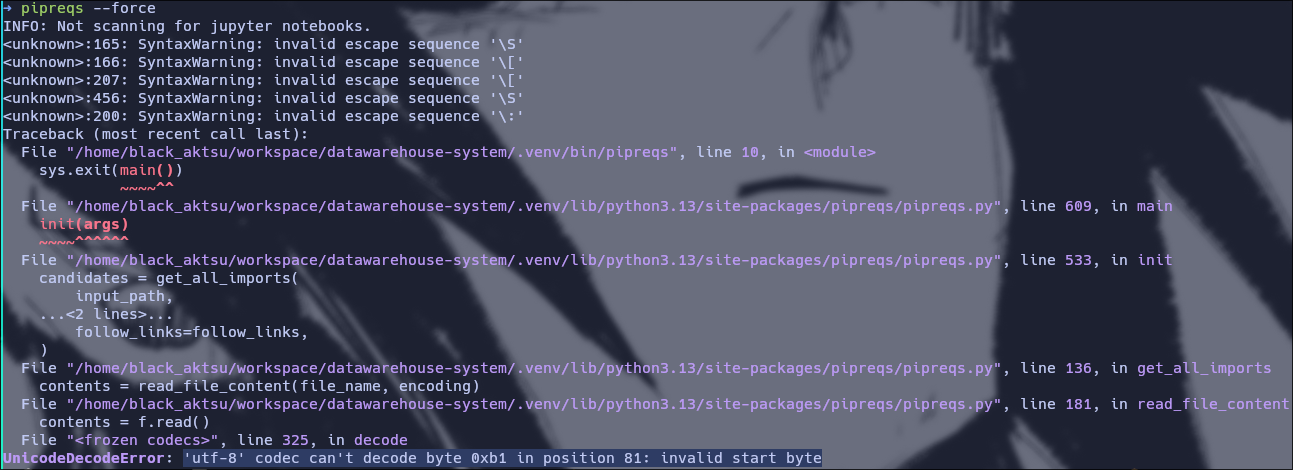 → pipreqs --force
INFO: Not scanning for jupyter notebooks.
<unknown>:165: SyntaxWarning: invalid escape sequence '\S'
<unknown>:166: SyntaxWarning: invalid escape sequence '\['
<unknown>:207: SyntaxWarning: invalid escape sequence '\['
<unknown>:456: SyntaxWarning: invalid escape sequence '\S'
<unknown>:200: SyntaxWarning: invalid escape sequence '\:'
Traceback (most recent call last):
  File "/home/black_aktsu/workspace/datawarehouse-system/.venv/bin/pipreqs", line 10, in <module>
    sys.exit(main())
             ~~~~^^
  File "/home/black_aktsu/workspace/datawarehouse-system/.venv/lib/python3.13/site-packages/pipreqs/pipreqs.py", line 609, in main
    init(args)
    ~~~~^^^^^^
  File "/home/black_aktsu/workspace/datawarehouse-system/.venv/lib/python3.13/site-packages/pipreqs/pipreqs.py", line 533, in init
    candidates = get_all_imports(
        input_path,
    ...<2 lines>...
        follow_links=follow_links,
    )
  File "/home/black_aktsu/workspace/datawarehouse-system/.venv/lib/python3.13/site-packages/pipreqs/pipreqs.py", line 136, in get_all_imports
    contents = read_file_content(file_name, encoding)
  File "/home/black_aktsu/workspace/datawarehouse-system/.venv/lib/python3.13/site-packages/pipreqs/pipreqs.py", line 181, in read_file_content
    contents = f.read()
  File "<frozen codecs>", line 325, in decode
UnicodeDecodeError: 'utf-8' codec can't decode byte 0xb1 in position 81: invalid start byte